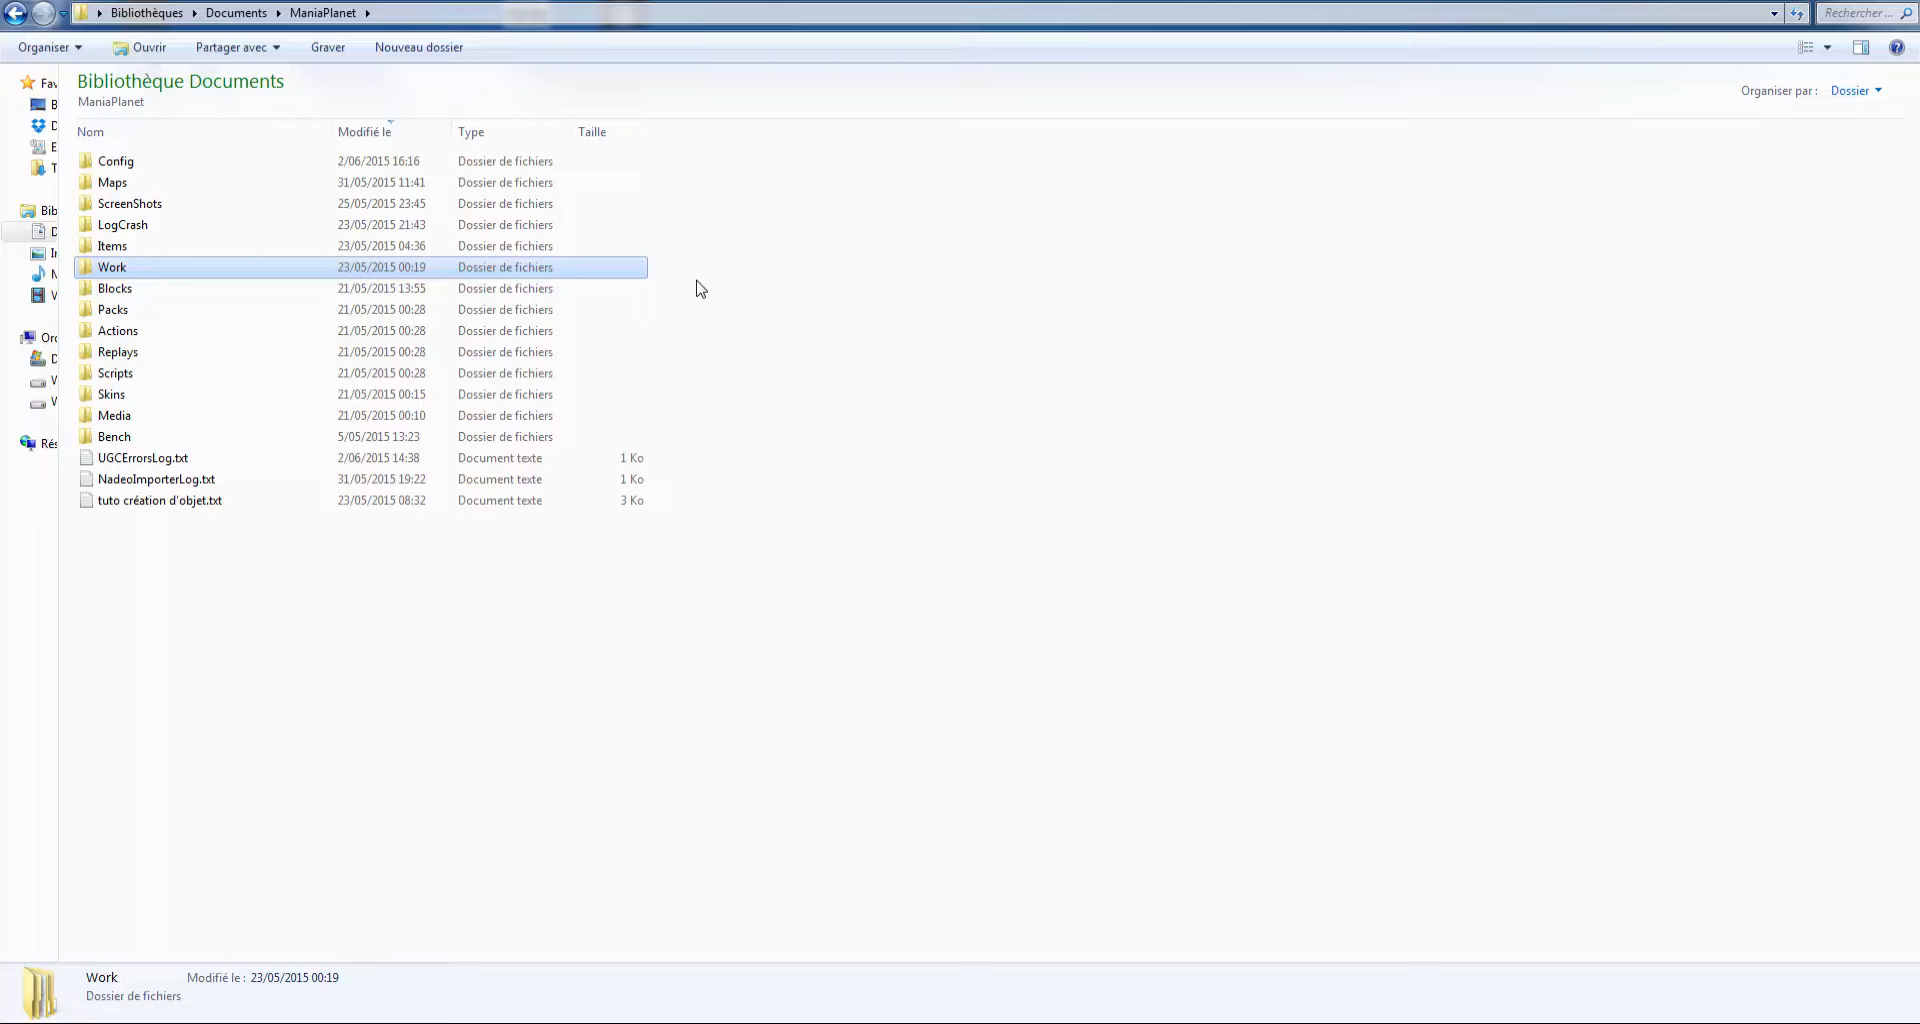 Bibliothèques Documents ManiaPlanet Rechercher ...
Organiser Ouvrir Partager avec Graver Nouveau dossier
Bibliothèque Documents
ManiaPlanet
Organiser par : Dossier
Nom Modifié le Type Taille
Config 2/06/2015 16:16 Dossier de fichiers
Maps 31/05/2015 11:41 Dossier de fichiers
ScreenShots 25/05/2015 23:45 Dossier de fichiers
LogCrash 23/05/2015 21:43 Dossier de fichiers
Items 23/05/2015 04:36 Dossier de fichiers
Work 23/05/2015 00:19 Dossier de fichiers
Blocks 21/05/2015 13:55 Dossier de fichiers
Packs 21/05/2015 00:28 Dossier de fichiers
Actions 21/05/2015 00:28 Dossier de fichiers
Replays 21/05/2015 00:28 Dossier de fichiers
Scripts 21/05/2015 00:28 Dossier de fichiers
Skins 21/05/2015 00:15 Dossier de fichiers
Media 21/05/2015 00:10 Dossier de fichiers
Bench 5/05/2015 13:23 Dossier de fichiers
UGCErrorsLog.txt 2/06/2015 14:38 Document texte 1 Ko
NadeoImporterLog.txt 31/05/2015 19:22 Document texte 1 Ko
tuto création d'objet.txt 23/05/2015 08:32 Document texte 3 Ko
Work Modifié le : 23/05/2015 00:19
Dossier de fichiers